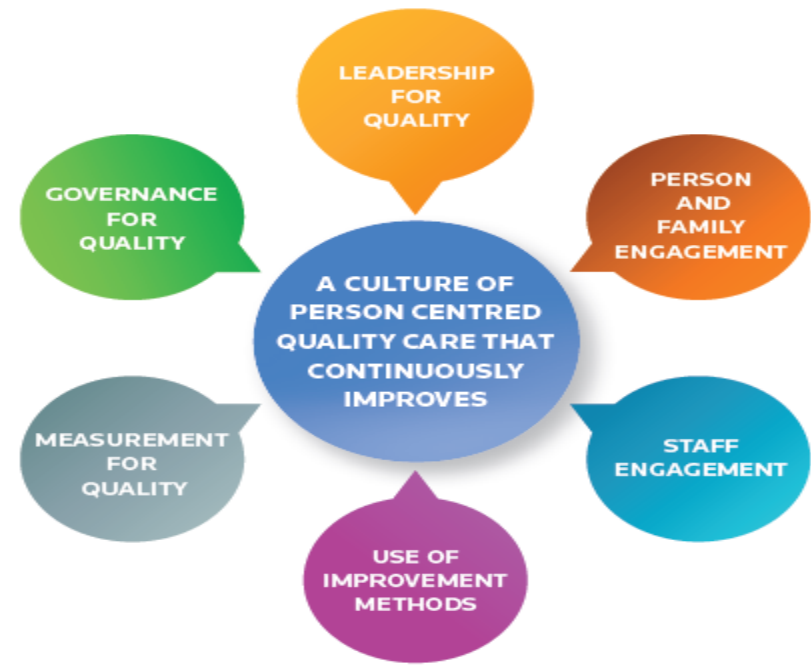 LEADERSHIP
FOR
QUALITY
PERSON
AND
FAMILY
ENGAGEMENT
STAFF
ENGAGEMENT
USE OF
IMPROVEMENT
METHODS
MEASUREMENT
FOR
QUALITY
GOVERNANCE
FOR
QUALITY
A CULTURE OF
PERSON CENTRED
QUALITY CARE THAT
CONTINUOUSLY
IMPROVES